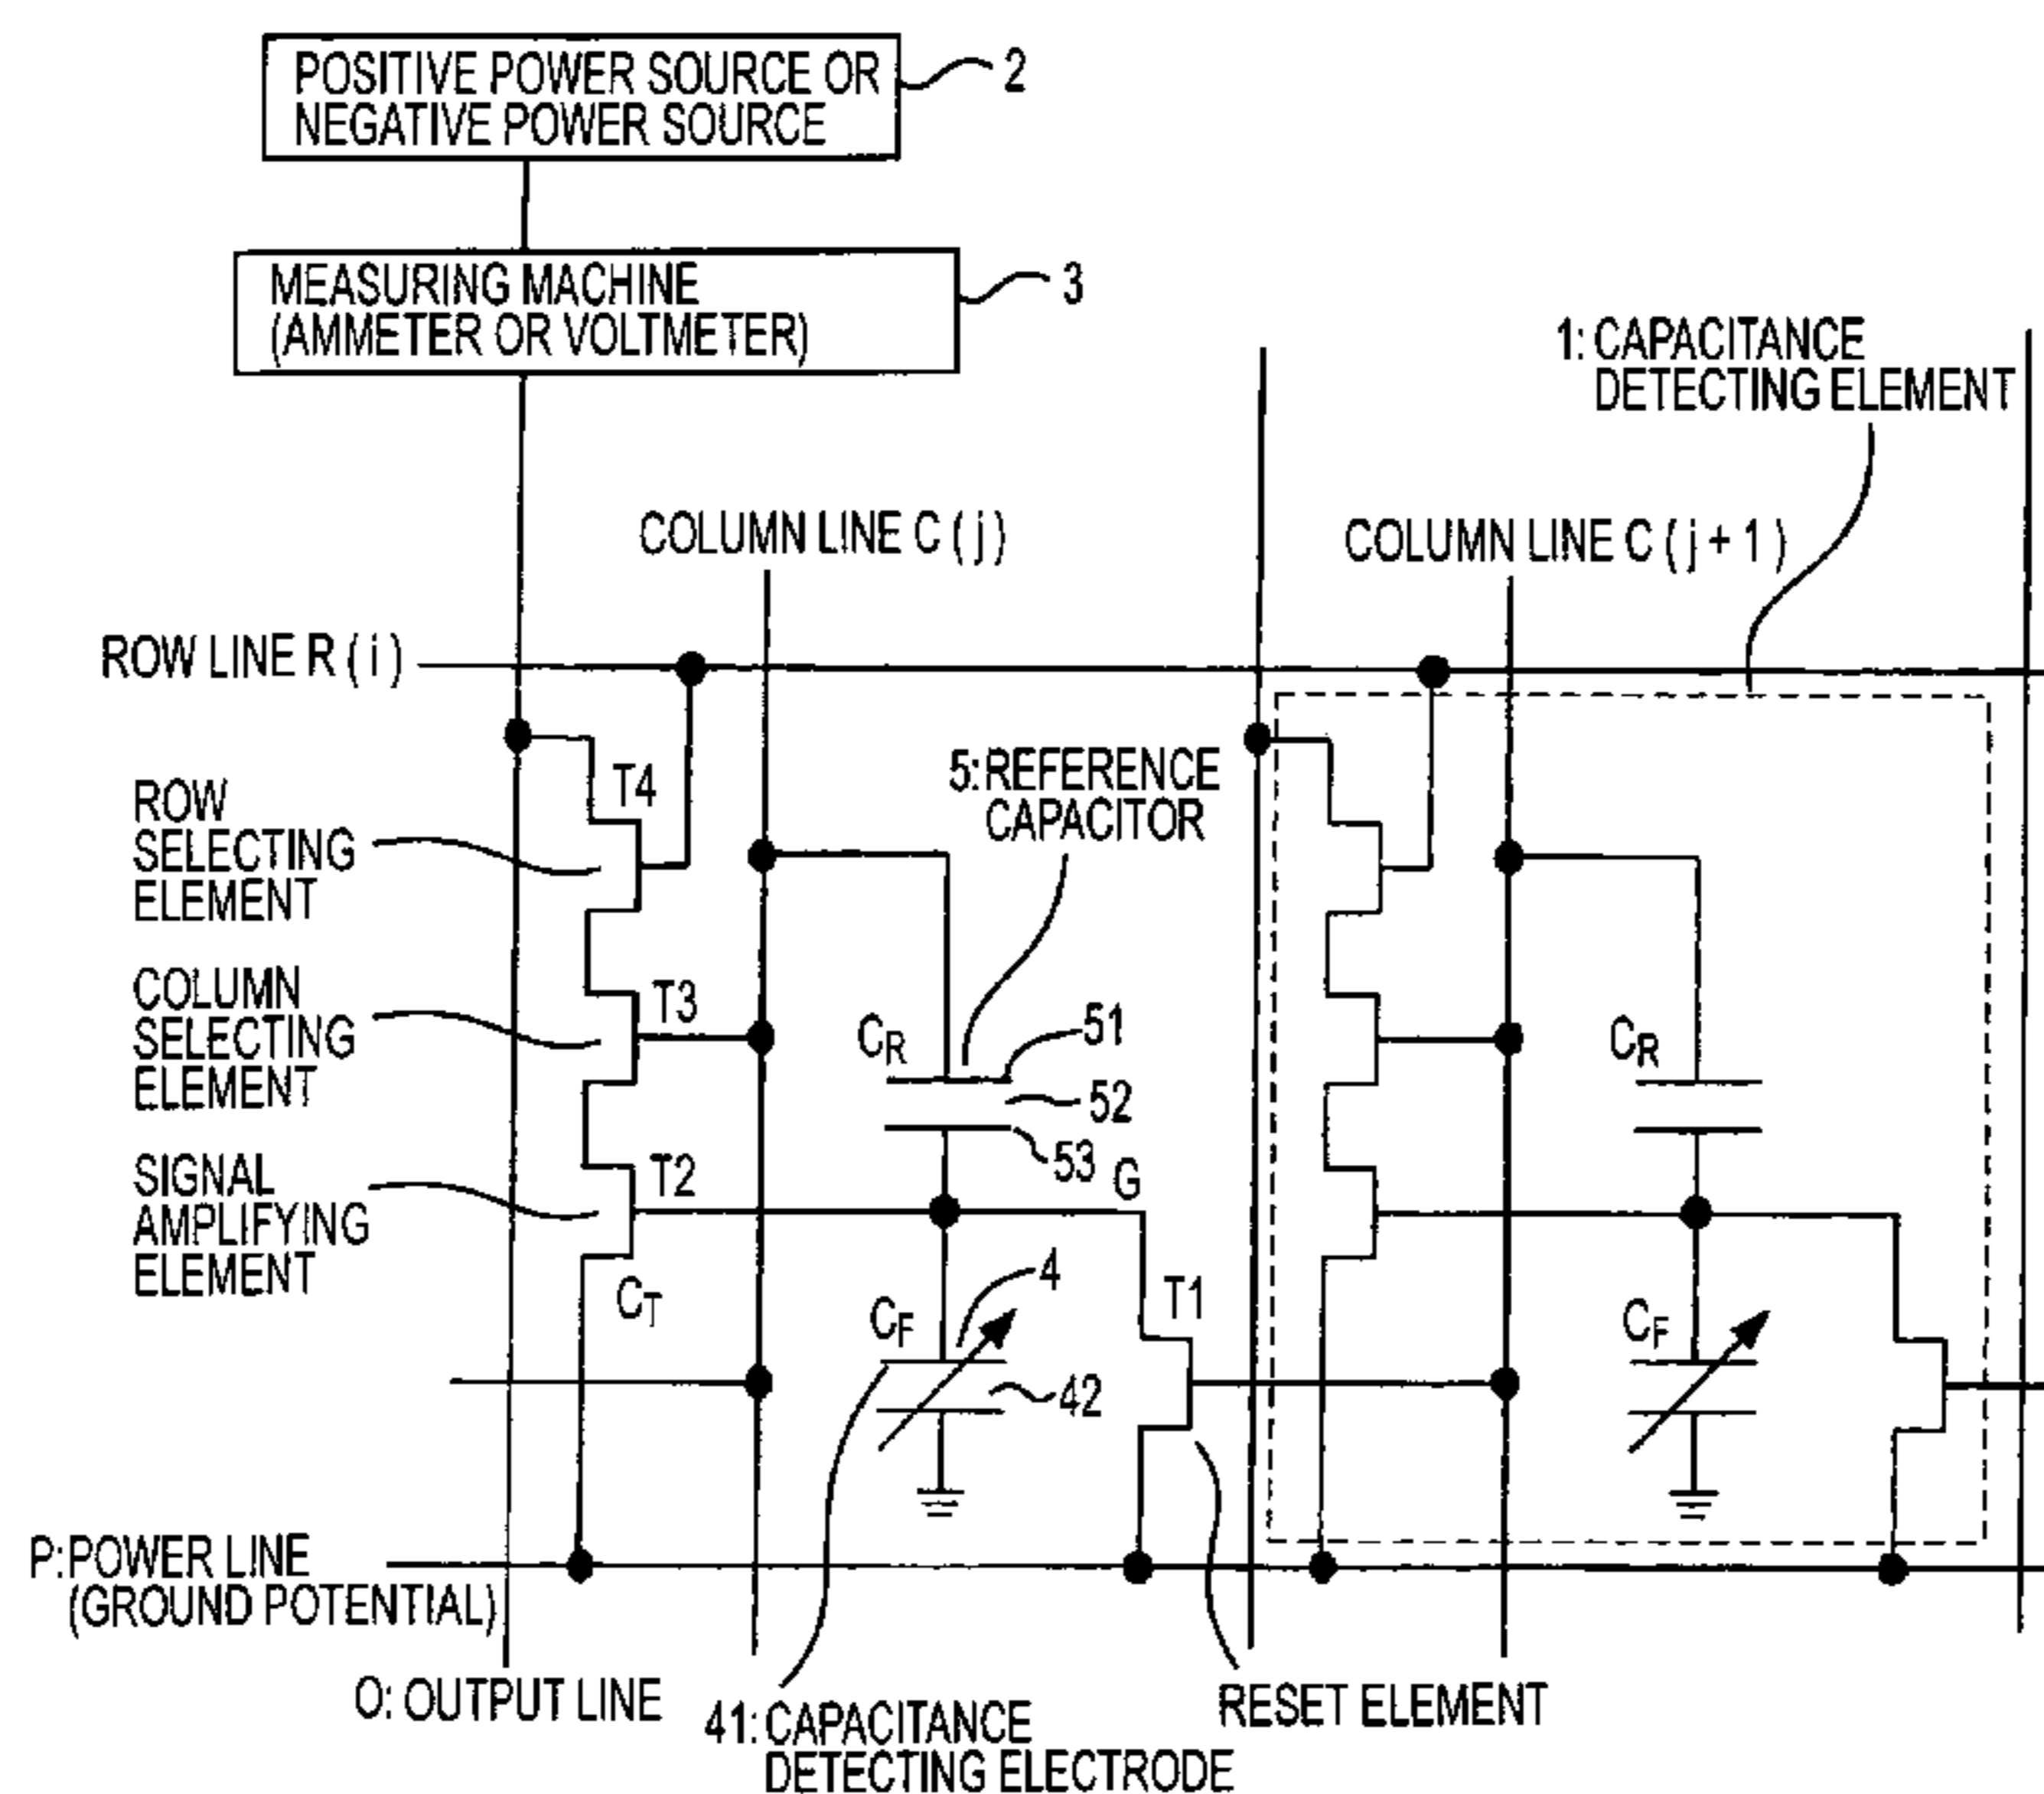 POSITIVE POWER SOURCE OR
NEGATIVE POWER SOURCE
2
MEASURING MACHINE
(AMMETER OR VOLTMETER)
3
1: CAPACITANCE
DETECTING ELEMENT
COLUMN LINE C ( j )
COLUMN LINE C ( j + 1 )
ROW LINE R ( i )
T4
5: REFERENCE
CAPACITOR
ROW
SELECTING
ELEMENT
COLUMN
SELECTING
ELEMENT
T3
CR
51
52
53
CR
SIGNAL
AMPLIFYING
ELEMENT
T2
G
CT
CF
4
42
T1
CF
P: POWER LINE
(GROUND POTENTIAL)
O: OUTPUT LINE
41: CAPACITANCE
DETECTING ELECTRODE
RESET ELEMENT